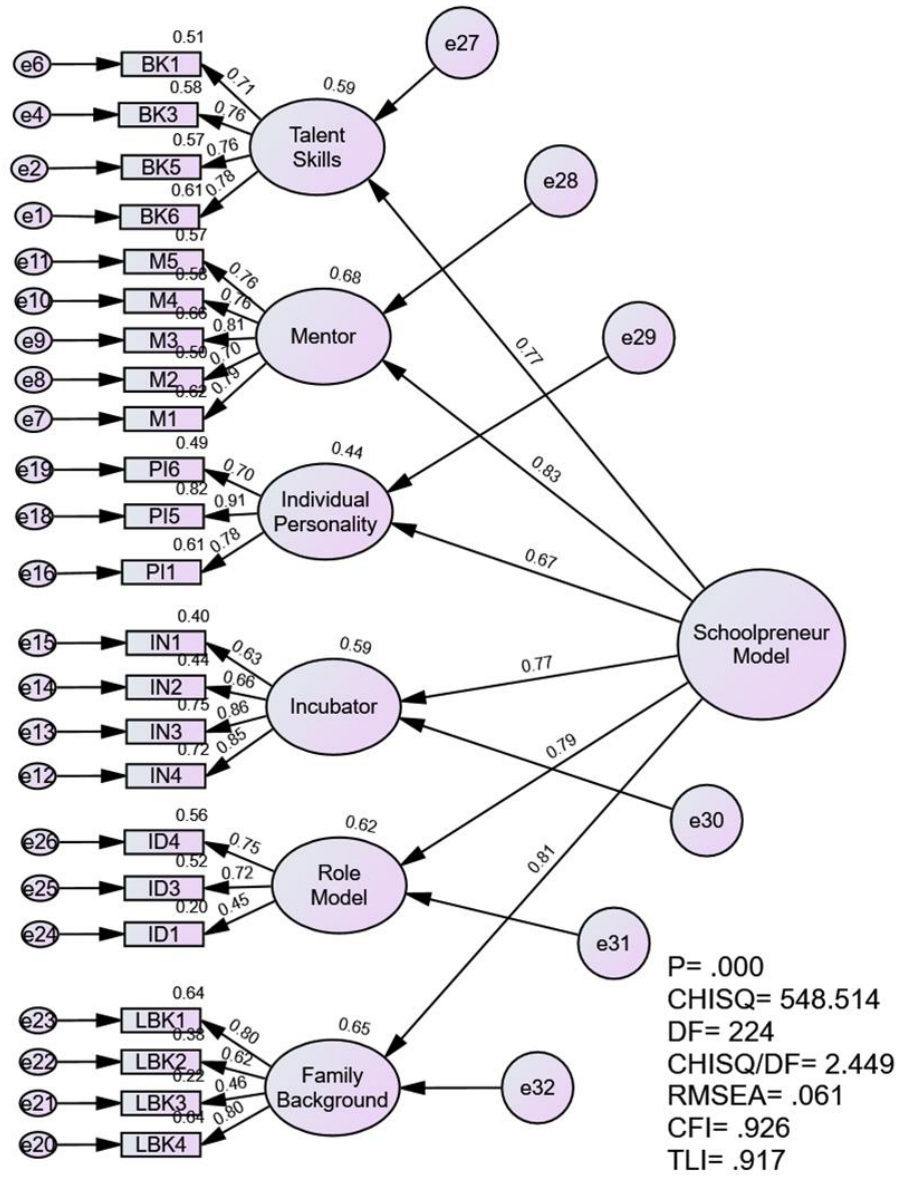 0.51
e6 BK1 0.71
0.58
e4 BK3 0.76
0.57
e2 BK5 0.76
0.61
e1 BK6 0.78
0.59
Talent
Skills
e27
e28
0.57
e11 M5 0.76
0.58
e10 M4 0.76
0.66
e9 M3 0.81
0.50
e8 M2 0.70
0.62
e7 M1 0.79
0.68
Mentor
e29
0.77
0.83
0.49
e19 PI6 0.70
0.82
e18 PI5 0.91
0.61
e16 PI1 0.78
0.44
Individual
Personality
0.67
Schoolpreneur
Model
0.40
e15 IN1 0.63
0.44
e14 IN2 0.66
0.75
e13 IN3 0.86
0.72
e12 IN4 0.85
0.59
Incubator
0.77
0.79
e30
0.56
e26 ID4 0.75
0.52
e25 ID3 0.72
0.20
e24 ID1 0.45
0.62
Role
Model
0.81
e31
0.64
e23 LBK1 0.80
0.38
e22 LBK2 0.62
0.22
e21 LBK3 0.46
0.64
e20 LBK4 0.80
0.65
Family
Background
e32
P= .000
CHISQ= 548.514
DF= 224
CHISQ/DF= 2.449
RMSEA= .061
CFI= .926
TLI= .917